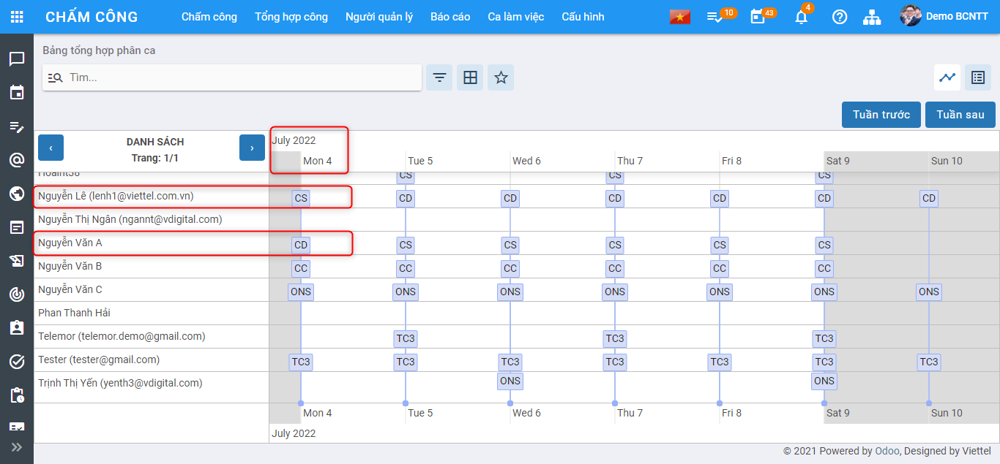 CHẤM CÔNG
Chấm công Tổng hợp công Người quản lý Báo cáo Ca làm việc Cấu hình
10 43 4 Demo BCNTT
Bảng tổng hợp phân ca
Tìm...
Tuần trước Tuần sau
‹ DANH SÁCH ›
Trang: 1/1
July 2022
Mon 4 Tue 5 Wed 6 Thu 7 Fri 8 Sat 9 Sun 10
CS CS CS
Nguyễn Lê (lenh1@viettel.com.vn) CS CD CD CD CD CD CD
Nguyễn Thị Ngân (ngannt@vdigital.com)
Nguyễn Văn A CD CS CS CS CS CS
Nguyễn Văn B CC CC CC CC CC CC
Nguyễn Văn C ONS ONS ONS ONS ONS ONS ONS
Phan Thanh Hải
Telemor (telemor.demo@gmail.com) TC3 TC3 TC3
Tester (tester@gmail.com) TC3 TC3 TC3 TC3 TC3 TC3 TC3
Trịnh Thị Yến (yenth3@vdigital.com) ONS ONS
Mon 4 Tue 5 Wed 6 Thu 7 Fri 8 Sat 9 Sun 10
July 2022
© 2021 Powered by Odoo, Designed by Viettel